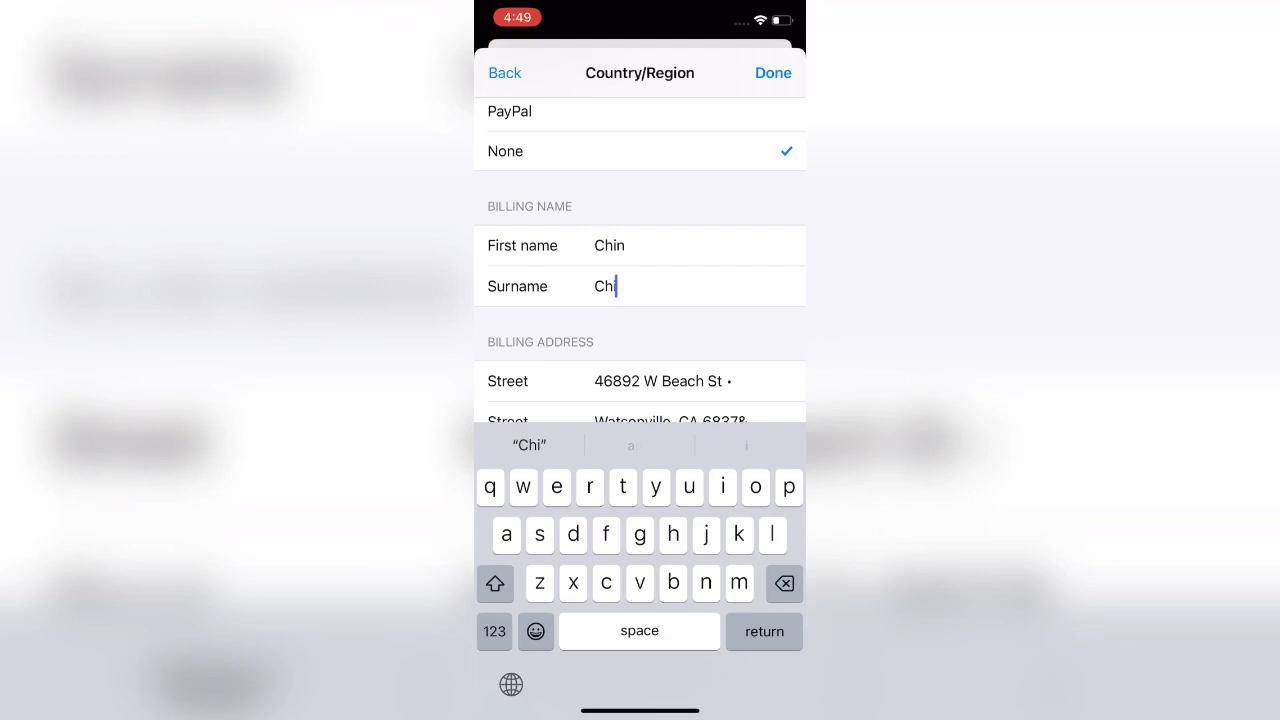 4:49
Back Country/Region Done
PayPal
None
BILLING NAME
First name Chin
Surname Chi
BILLING ADDRESS
Street 46892 W Beach St •
Street Watsonville, CA 6837&
“Chi” a i
q w e r t y u i o p
a s d f g h j k l
z x c v b n m
123 space return